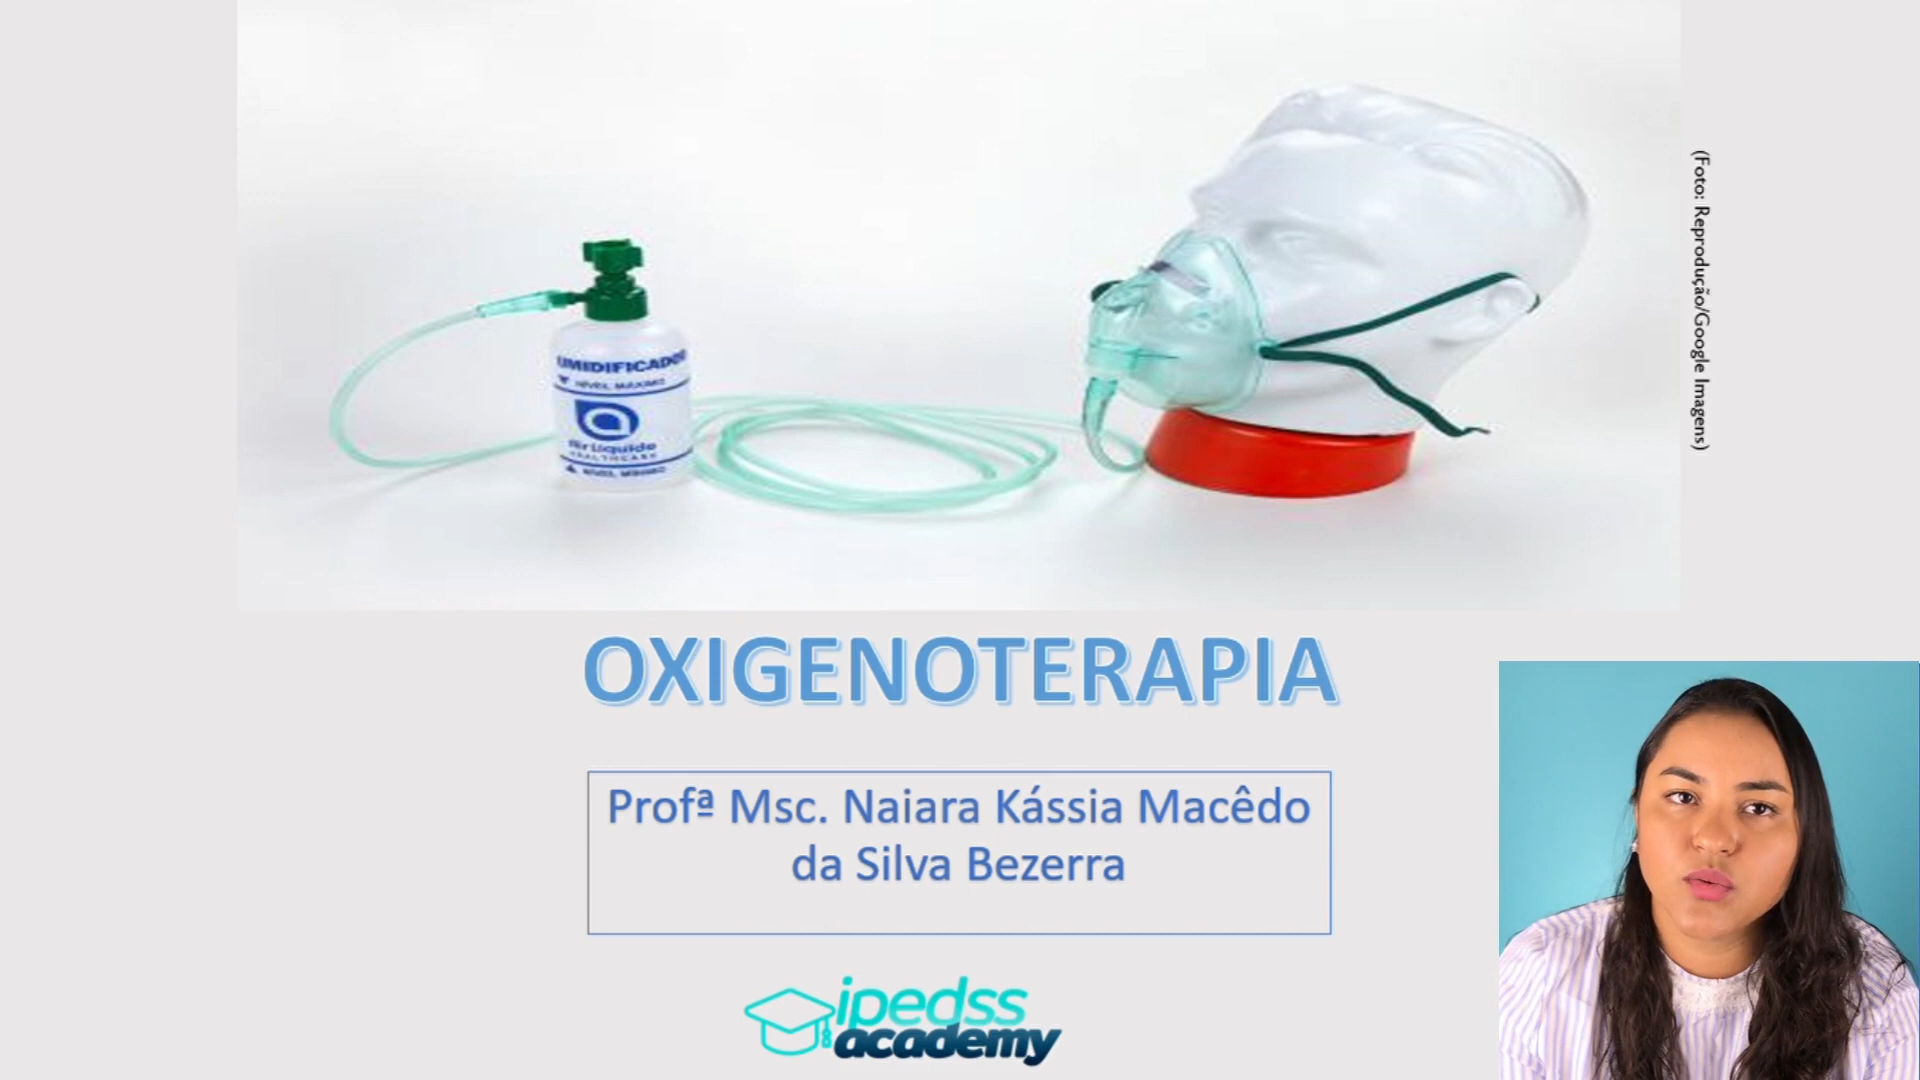 (Foto: Reprodução/Google Imagens)
UMIDIFICADOR
NÍVEL MÁXIMO
Air Liquide
HEALTHCARE
NÍVEL MÍNIMO
OXIGENOTERAPIA
Profª Msc. Naiara Kássia Macêdo
da Silva Bezerra
ipedss
academy